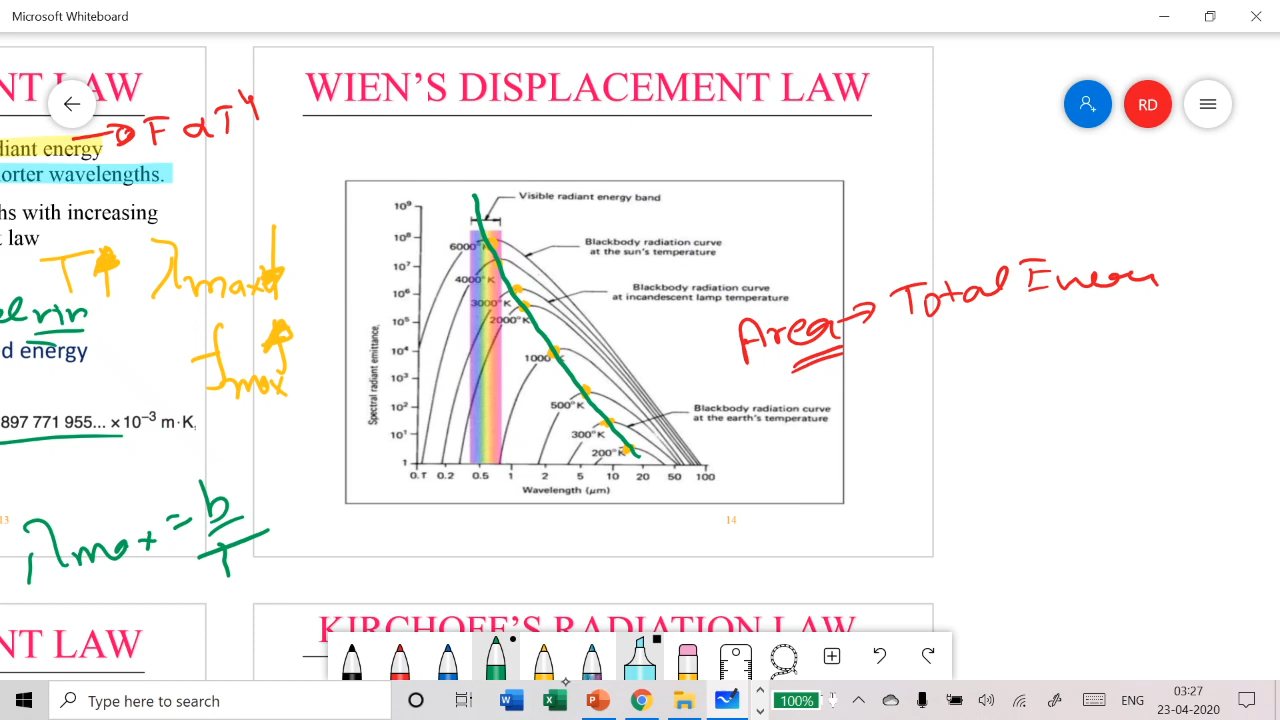 Microsoft Whiteboard
NT LAW
→ F α T⁴
diant energy
orter wavelengths.
hs with increasing
t law
T↑ λmax↓
fmax↑
el vin
d energy
897 771 955... × 10⁻³ m·K,
λmax = b/T
13
WIEN'S DISPLACEMENT LAW
Visible radiant energy band
Blackbody radiation curve
at the sun's temperature
Blackbody radiation curve
at incandescent lamp temperature
Blackbody radiation curve
at the earth's temperature
Spectral radiant emittance,
10⁹
10⁸
10⁷
10⁶
10⁵
10⁴
10³
10²
10¹
1
6000°K
4000°K
3000°K
2000°K
1000
500°K
300°K
200°K
0.1 0.2 0.5 1 2 5 10 20 50 100
Wavelength (μm)
14
Area → Total
RD
NT LAW
KIRCHOFF'S RADIATION LAW
Type here to search
100%
ENG
03:27
23-04-2020